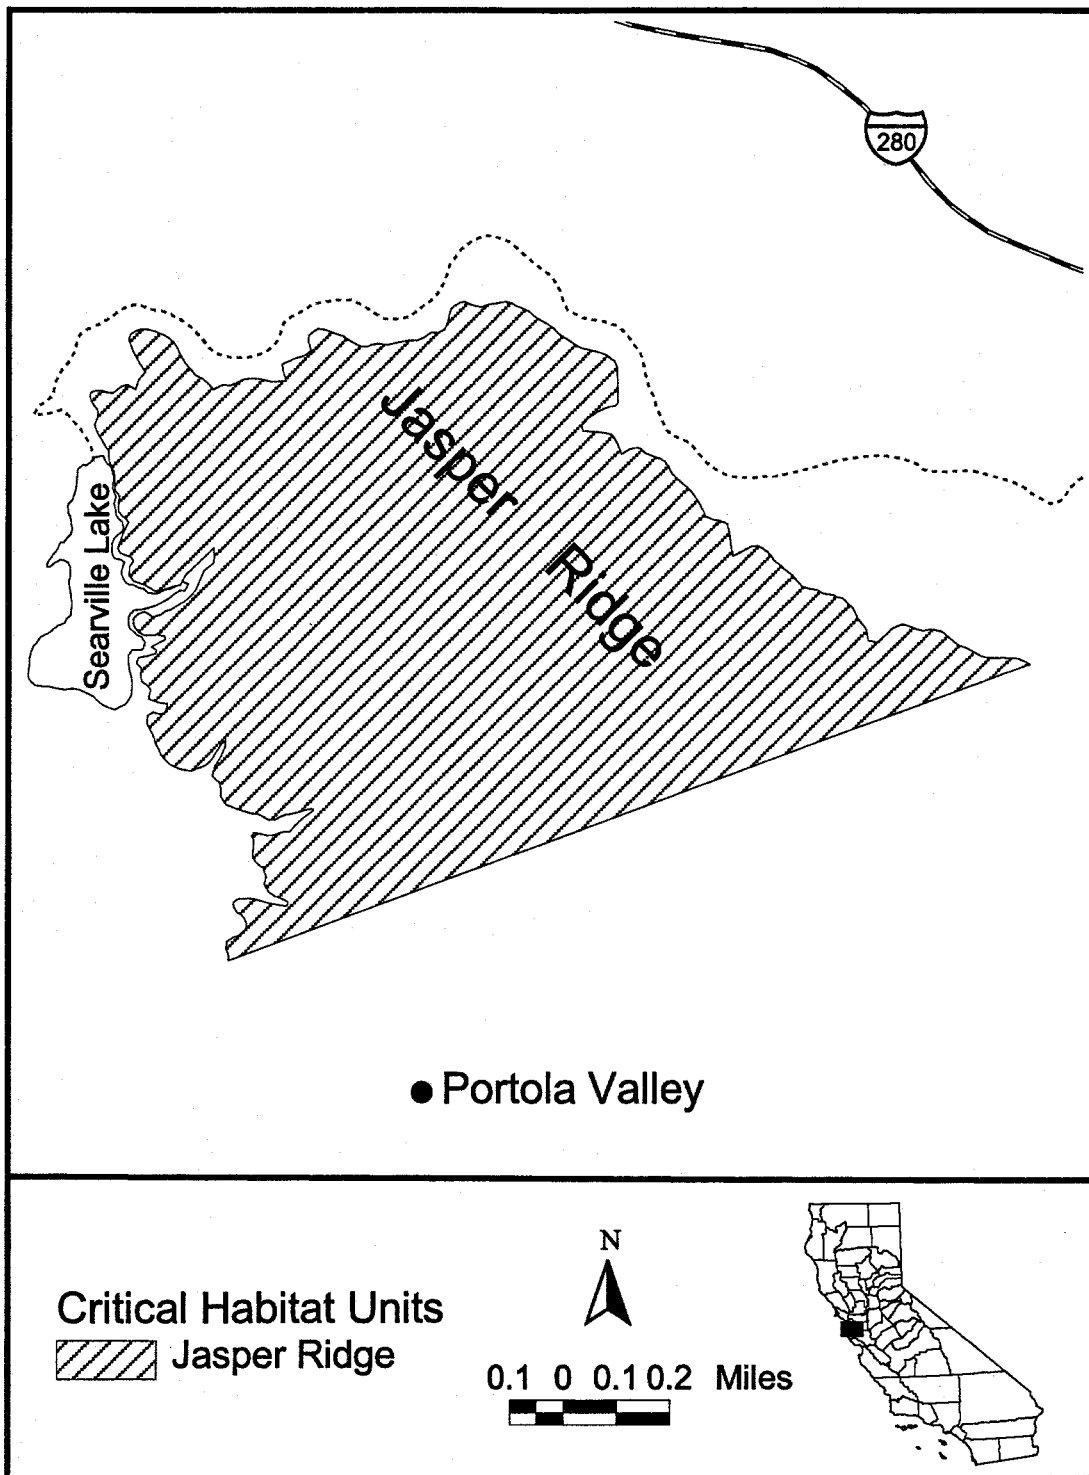 280
Jasper
Ridge
Searville Lake
Portola Valley
N
Critical Habitat Units
Jasper Ridge
0.1 0 0.1 0.2 Miles